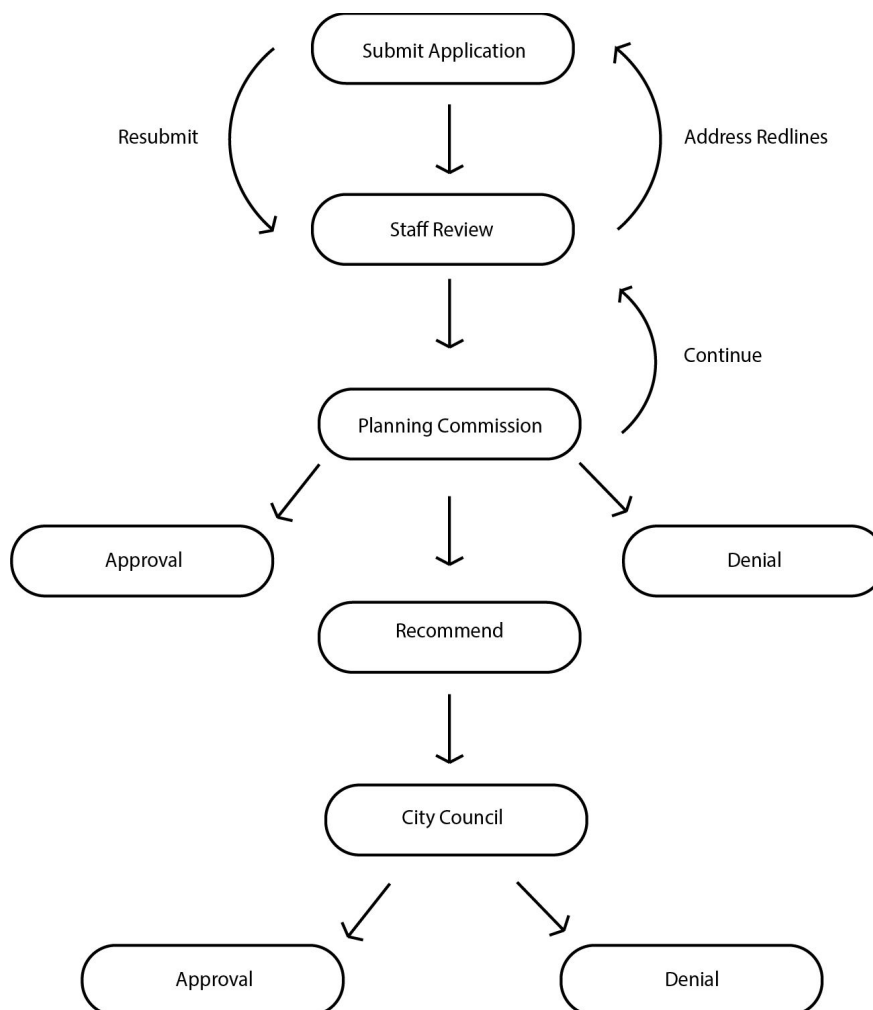 Submit Application
Resubmit
Address Redlines
Staff Review
Continue
Planning Commission
Approval
Denial
Recommend
City Council
Approval
Denial